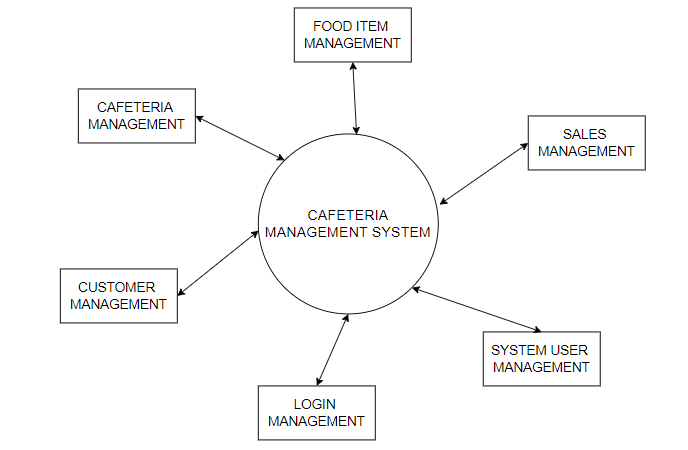 FOOD ITEM
MANAGEMENT
CAFETERIA
MANAGEMENT
SALES
MANAGEMENT
CAFETERIA
MANAGEMENT SYSTEM
CUSTOMER
MANAGEMENT
SYSTEM USER
MANAGEMENT
LOGIN
MANAGEMENT